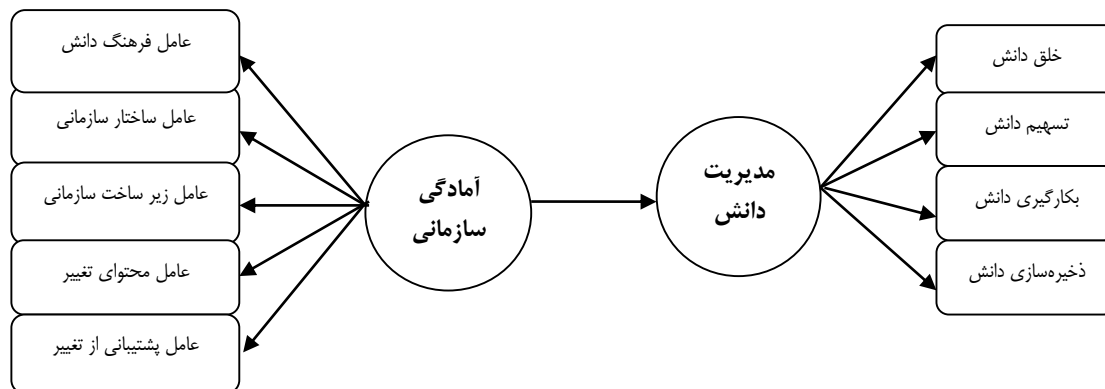 عامل فرهنگ دانش
عامل ساختار سازمانی
عامل زیر ساخت سازمانی
عامل محتوای تغییر
عامل پشتیبانی از تغییر
آمادگی
سازمانی
مدیریت
دانش
خلق دانش
تسهیم دانش
بکارگیری دانش
ذخیره‌سازی دانش